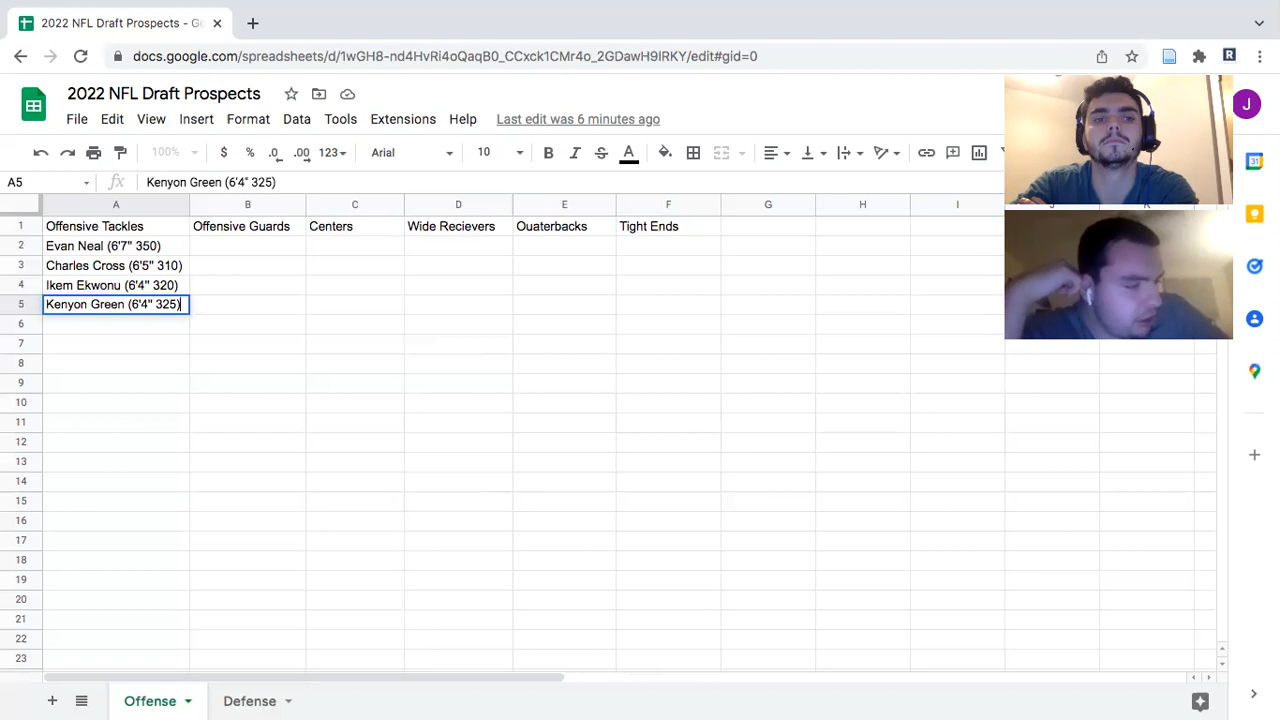 2022 NFL Draft Prospects - Go
docs.google.com/spreadsheets/d/1wGH8-nd4HvRi4oQaqB0_CCxck1CMr4o_2GDawH9lRKY/edit#gid=0
R
2022 NFL Draft Prospects
J
File Edit View Insert Format Data Tools Extensions Help Last edit was 6 minutes ago
100% $ % .0 .00 123 Arial 10 B I S A
31
A5 fx Kenyon Green (6'4" 325)
A B C D E F G H I
1 Offensive Tackles Offensive Guards Centers Wide Recievers Ouaterbacks Tight Ends
2 Evan Neal (6'7" 350)
3 Charles Cross (6'5" 310)
4 Ikem Ekwonu (6'4" 320)
5 Kenyon Green (6'4" 325)
6
7
8
9
10
11
12
13
14
15
16
17
18
19
20
21
22
23
Offense Defense